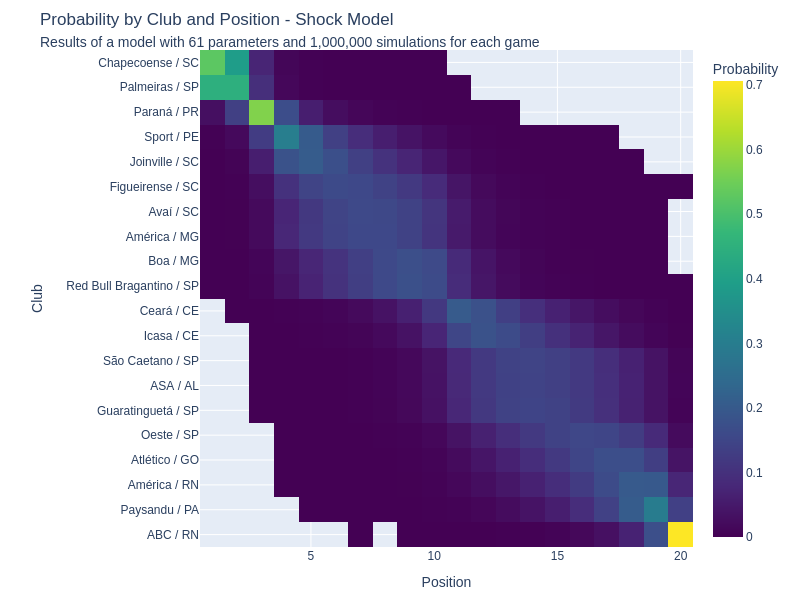 Probability by Club and Position - Shock Model
Results of a model with 61 parameters and 1,000,000 simulations for each game
Probability
0.7
0.6
0.5
0.4
0.3
0.2
0.1
0
Club
Chapecoense / SC
Palmeiras / SP
Paraná / PR
Sport / PE
Joinville / SC
Figueirense / SC
Avaí / SC
América / MG
Boa / MG
Red Bull Bragantino / SP
Ceará / CE
Icasa / CE
São Caetano / SP
ASA / AL
Guaratinguetá / SP
Oeste / SP
Atlético / GO
América / RN
Paysandu / PA
ABC / RN
5
10
15
20
Position